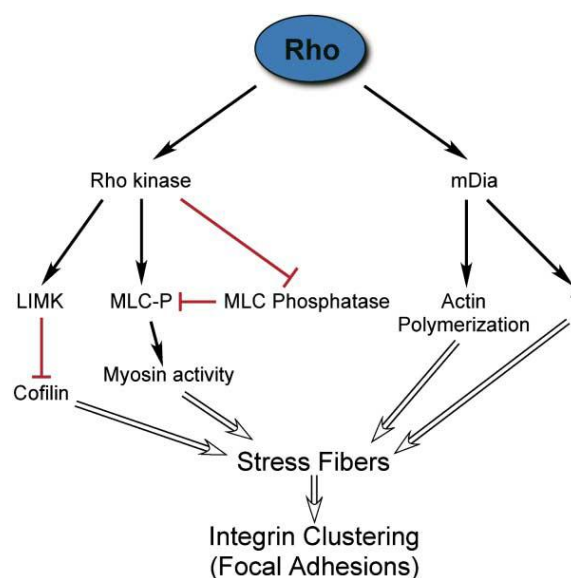 Rho
Rho kinase
mDia
LIMK
MLC-P
MLC Phosphatase
Actin
Polymerization
Cofilin
Myosin activity
Stress Fibers
Integrin Clustering
(Focal Adhesions)